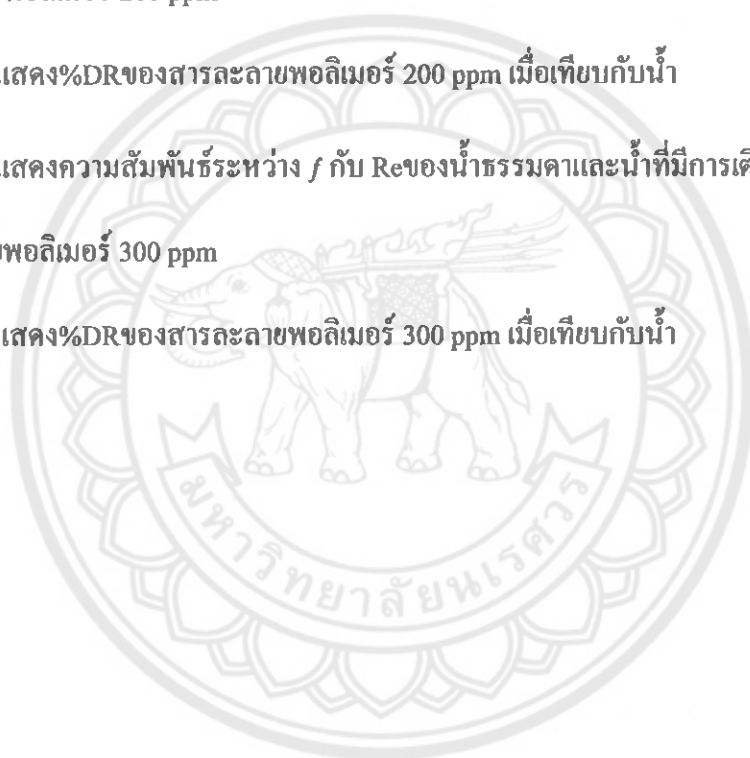 แสดง%DRของสารละลายพอลิเมอร์ 200 ppm เมื่อเทียบกับน้ำ
แสดงความสัมพันธ์ระหว่าง f กับ Reของน้ำธรรมดาและน้ำที่มีการ
พอลิเมอร์ 300 ppm
แสดง%DRของสารละลายพอลิเมอร์ 300 ppm เมื่อเทียบกับน้ำ
มหาวิทยาลัยนเรศวร